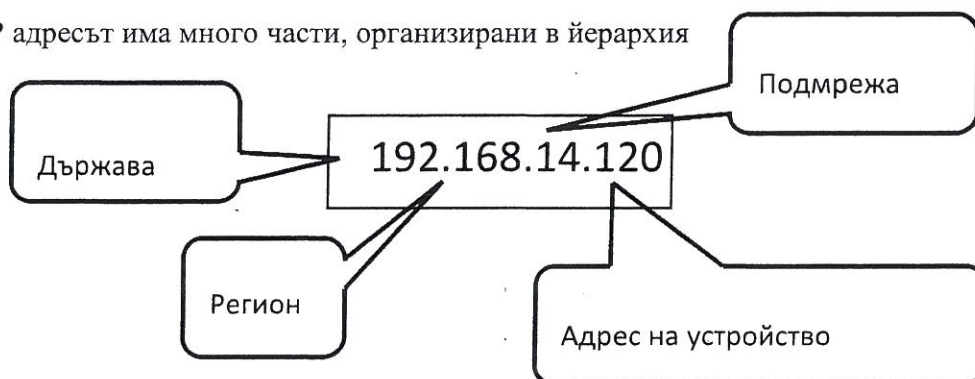 адресът има много части, организирани в йерархия
Подмрежа
Държава
192.168.14.120
Регион
Адрес на устройство